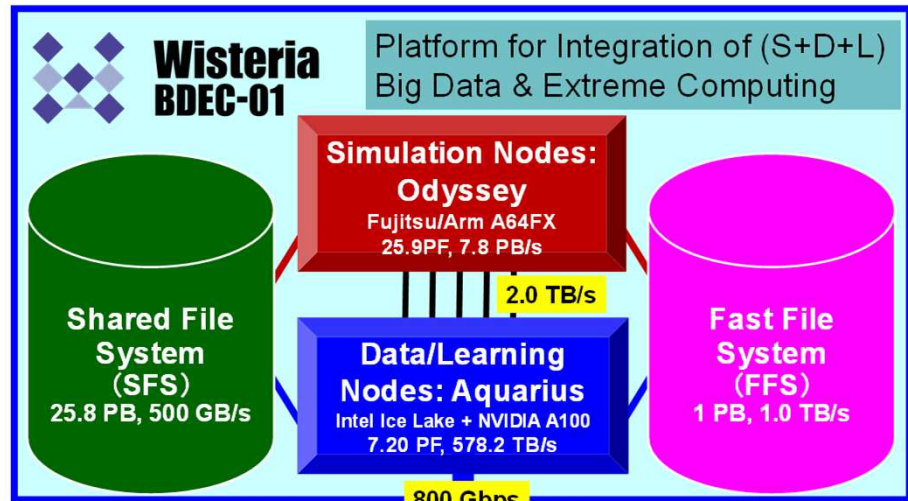 Wisteria
BDEC-01
Platform for Integration of (S+D+L)
Big Data & Extreme Computing
Simulation Nodes:
Odyssey
Fujitsu/Arm A64FX
25.9PF, 7.8 PB/s
2.0 TB/s
Shared File
System
(SFS)
25.8 PB, 500 GB/s
Data/Learning
Nodes: Aquarius
Intel Ice Lake + NVIDIA A100
7.20 PF, 578.2 TB/s
Fast File
System
(FFS)
1 PB, 1.0 TB/s
800 Gbps